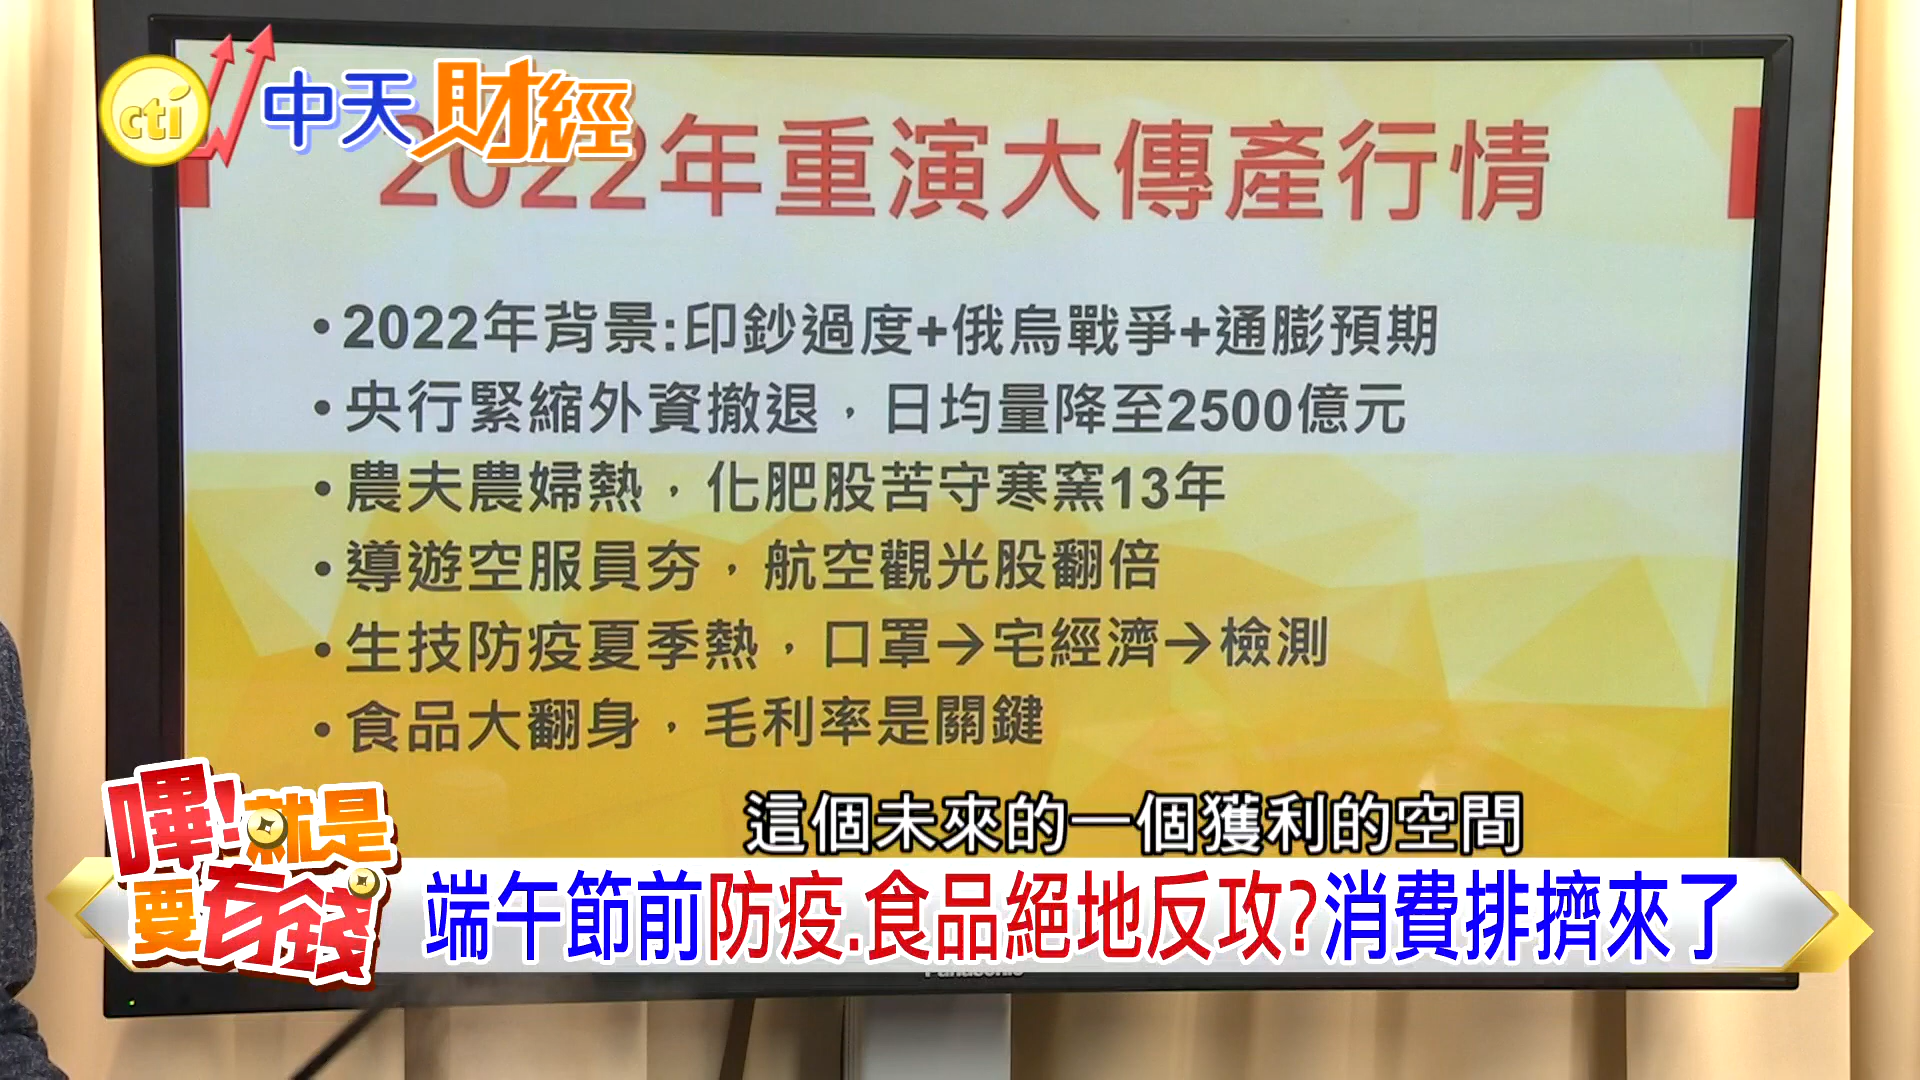 cti 中天財經
2022年重演大傳產行情
•2022年背景:印鈔過度+俄烏戰爭+通膨預期
•央行緊縮外資撤退，日均量降至2500億元
•農夫農婦熱，化肥股苦守寒窯13年
•導遊空服員夯，航空觀光股翻倍
•生技防疫夏季熱，口罩→宅經濟→檢測
•食品大翻身，毛利率是關鍵
這個未來的一個獲利的空間
嗶!就是
要有錢
端午節前防疫.食品絕地反攻?消費排擠來了
Panasonic